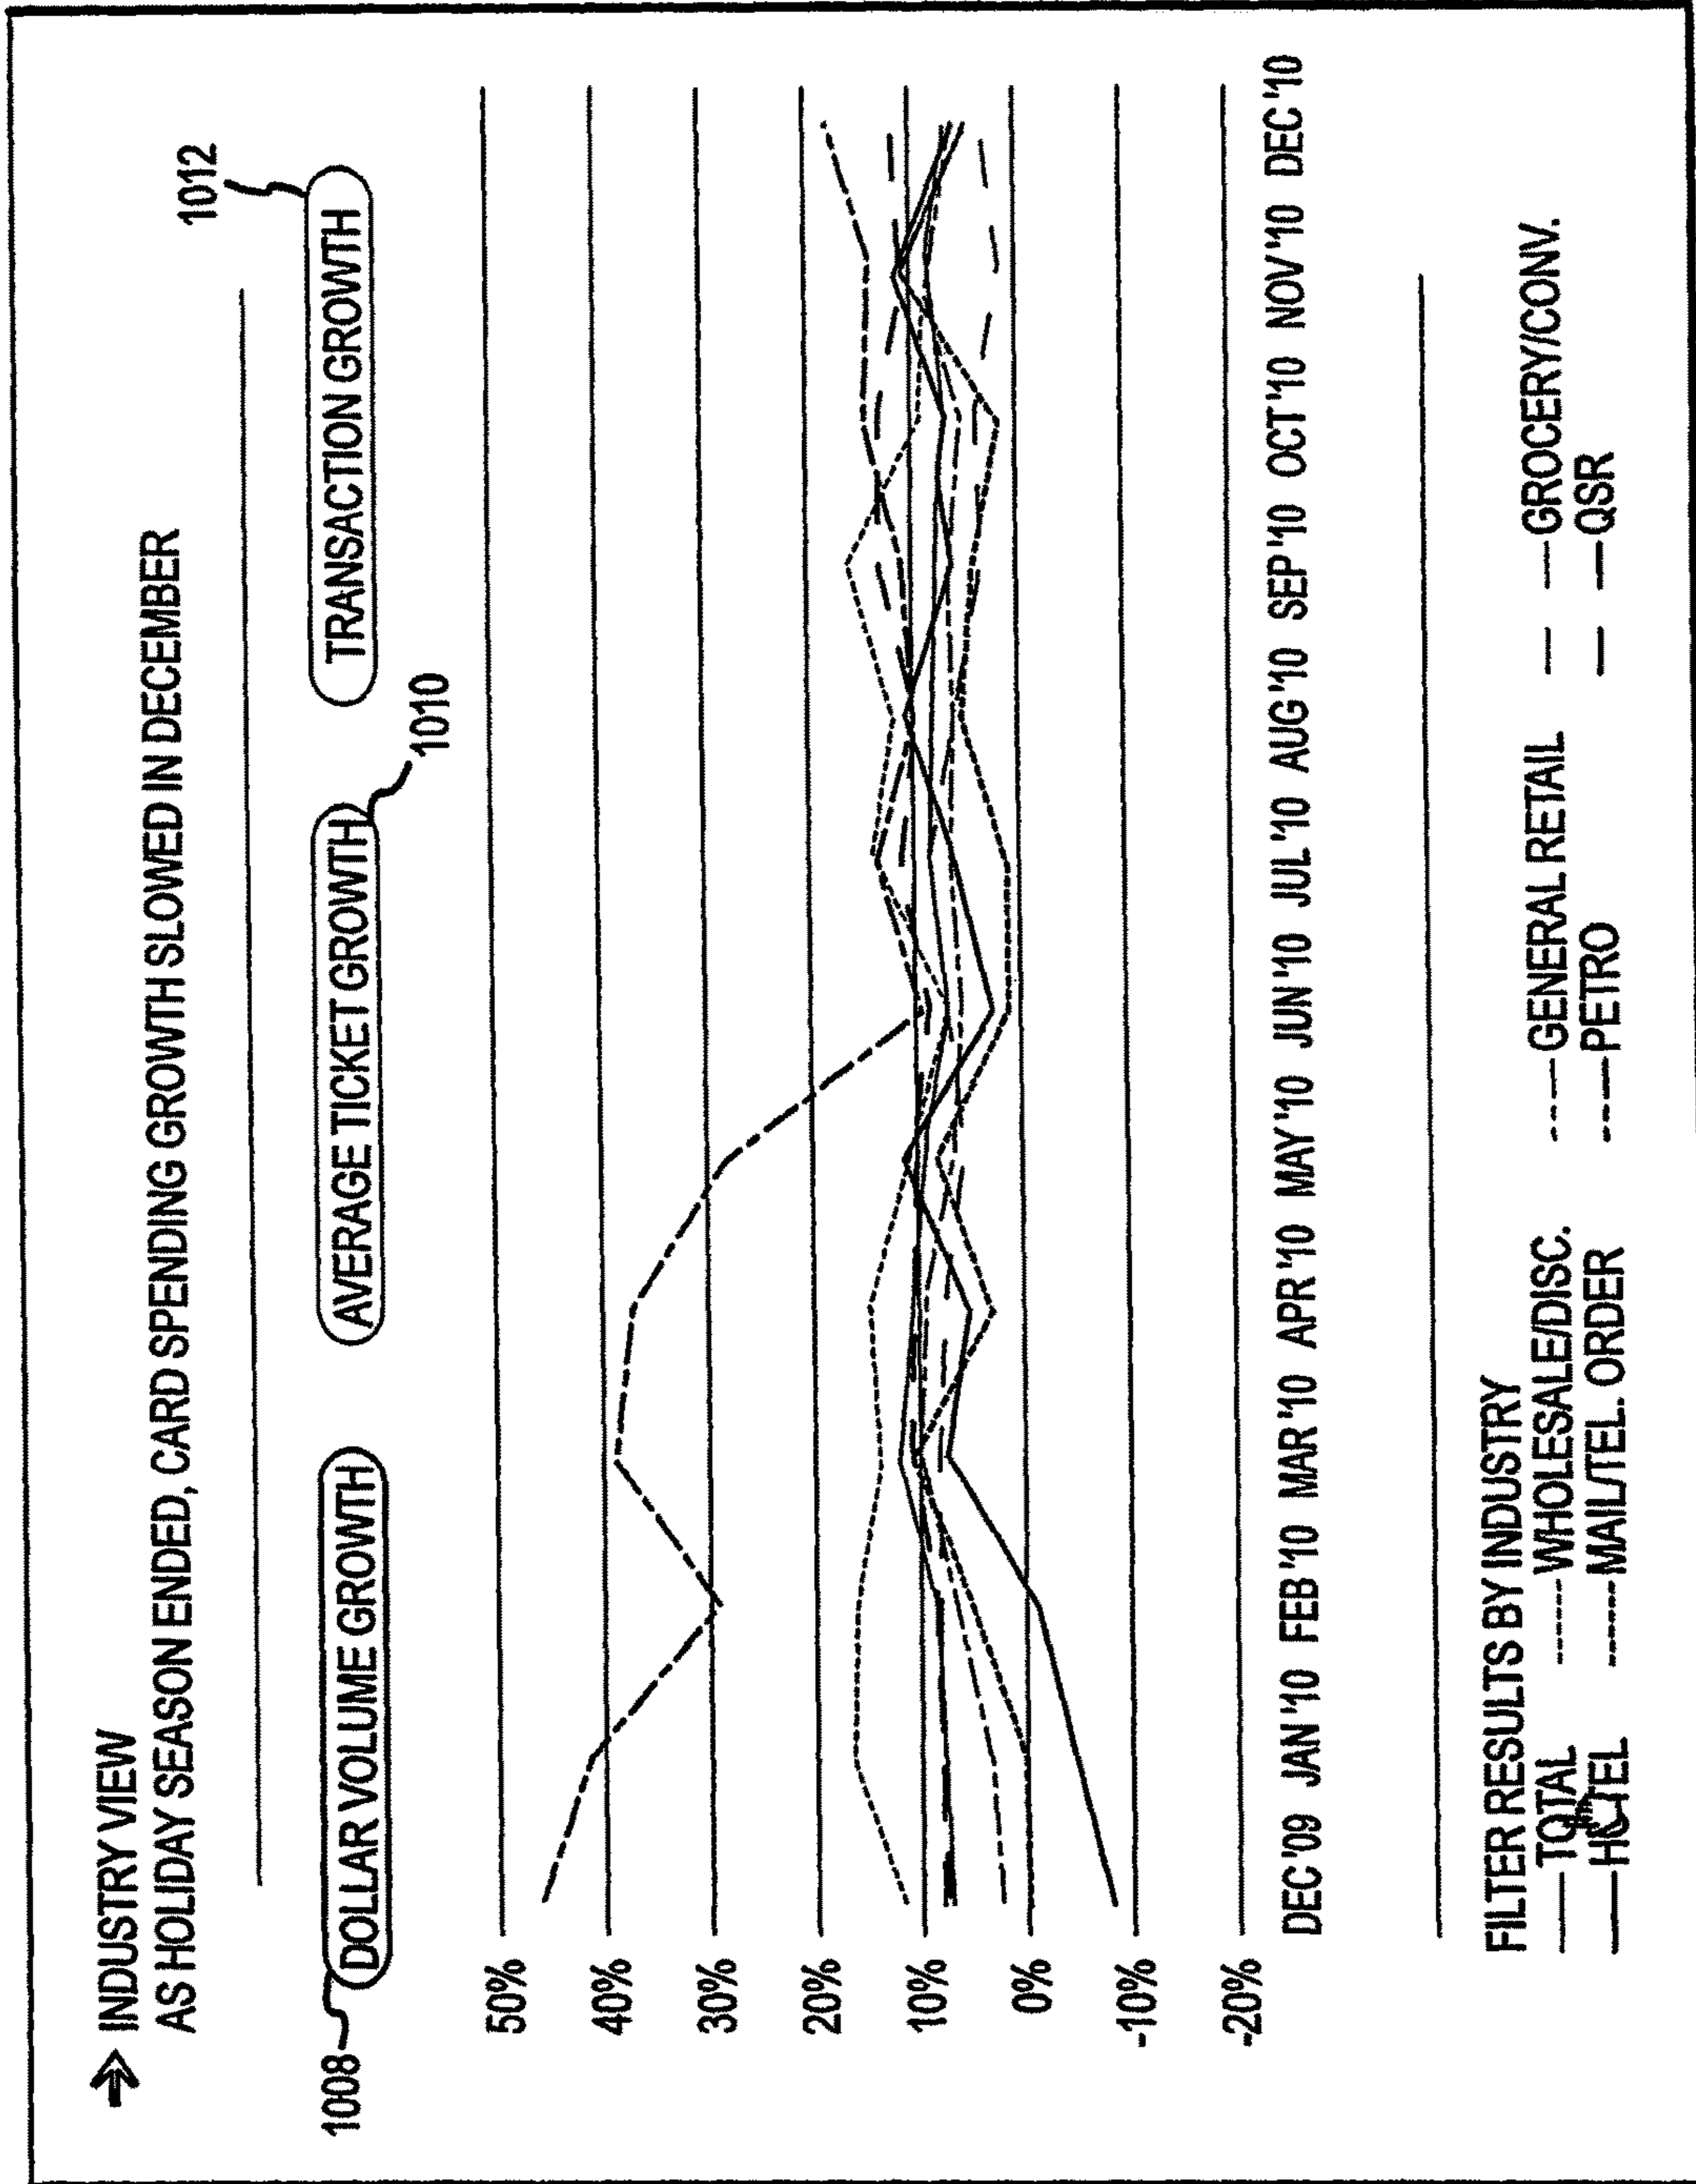 INDUSTRY VIEW
AS HOLIDAY SEASON ENDED, CARD SPENDING GROWTH SLOWED IN DECEMBER
1008 DOLLAR VOLUME GROWTH AVERAGE TICKET GROWTH 1010 TRANSACTION GROWTH 1012
50%
40%
30%
20%
10%
0%
-10%
-20%
DEC '09 JAN '10 FEB '10 MAR '10 APR '10 MAY '10 JUN '10 JUL '10 AUG '10 SEP '10 OCT '10 NOV '10 DEC '10
FILTER RESULTS BY INDUSTRY
TOTAL WHOLESALE/DISC. GENERAL RETAIL GROCERY/CONV.
HOTEL MAIL/TEL. ORDER PETRO QSR